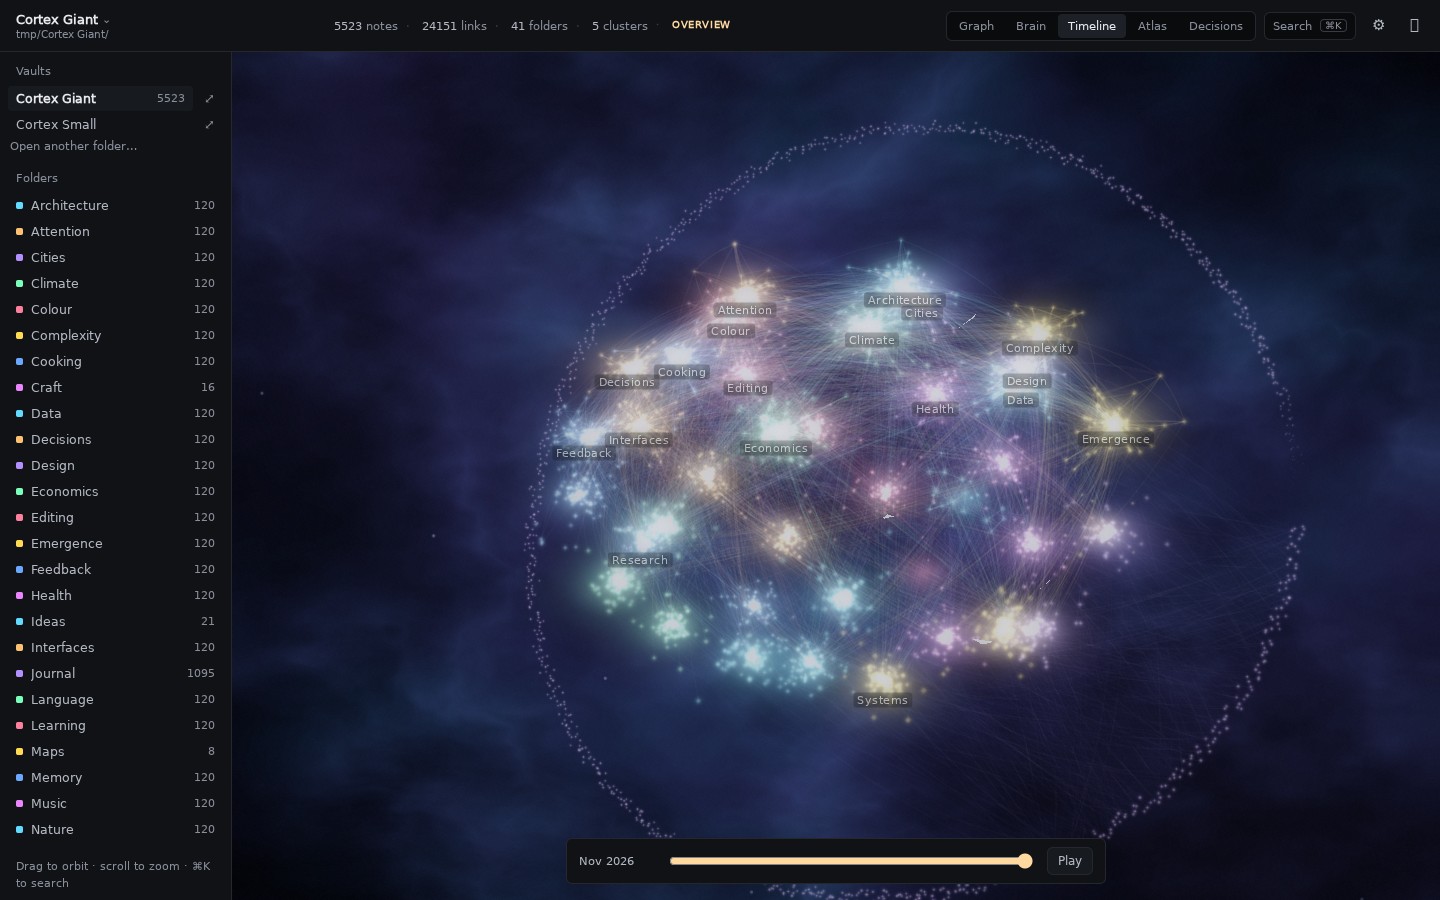 Cortex Giant
tmp/Cortex Giant/
5523 notes · 24151 links · 41 folders · 5 clusters · OVERVIEW
Graph Brain Timeline Atlas Decisions
Search ⌘K
Vaults
Cortex Giant 5523
Cortex Small
Open another folder...
Folders
Architecture 120
Attention 120
Cities 120
Climate 120
Colour 120
Complexity 120
Cooking 120
Craft 16
Data 120
Decisions 120
Design 120
Economics 120
Editing 120
Emergence 120
Feedback 120
Health 120
Ideas 21
Interfaces 120
Journal 1095
Language 120
Learning 120
Maps 8
Memory 120
Music 120
Nature 120
Drag to orbit · scroll to zoom · ⌘K
to search
Architecture
Attention
Cities
Colour
Climate
Complexity
Cooking
Decisions
Design
Editing
Data
Health
Emergence
Interfaces
Economics
Feedback
Research
Systems
Nov 2026
Play